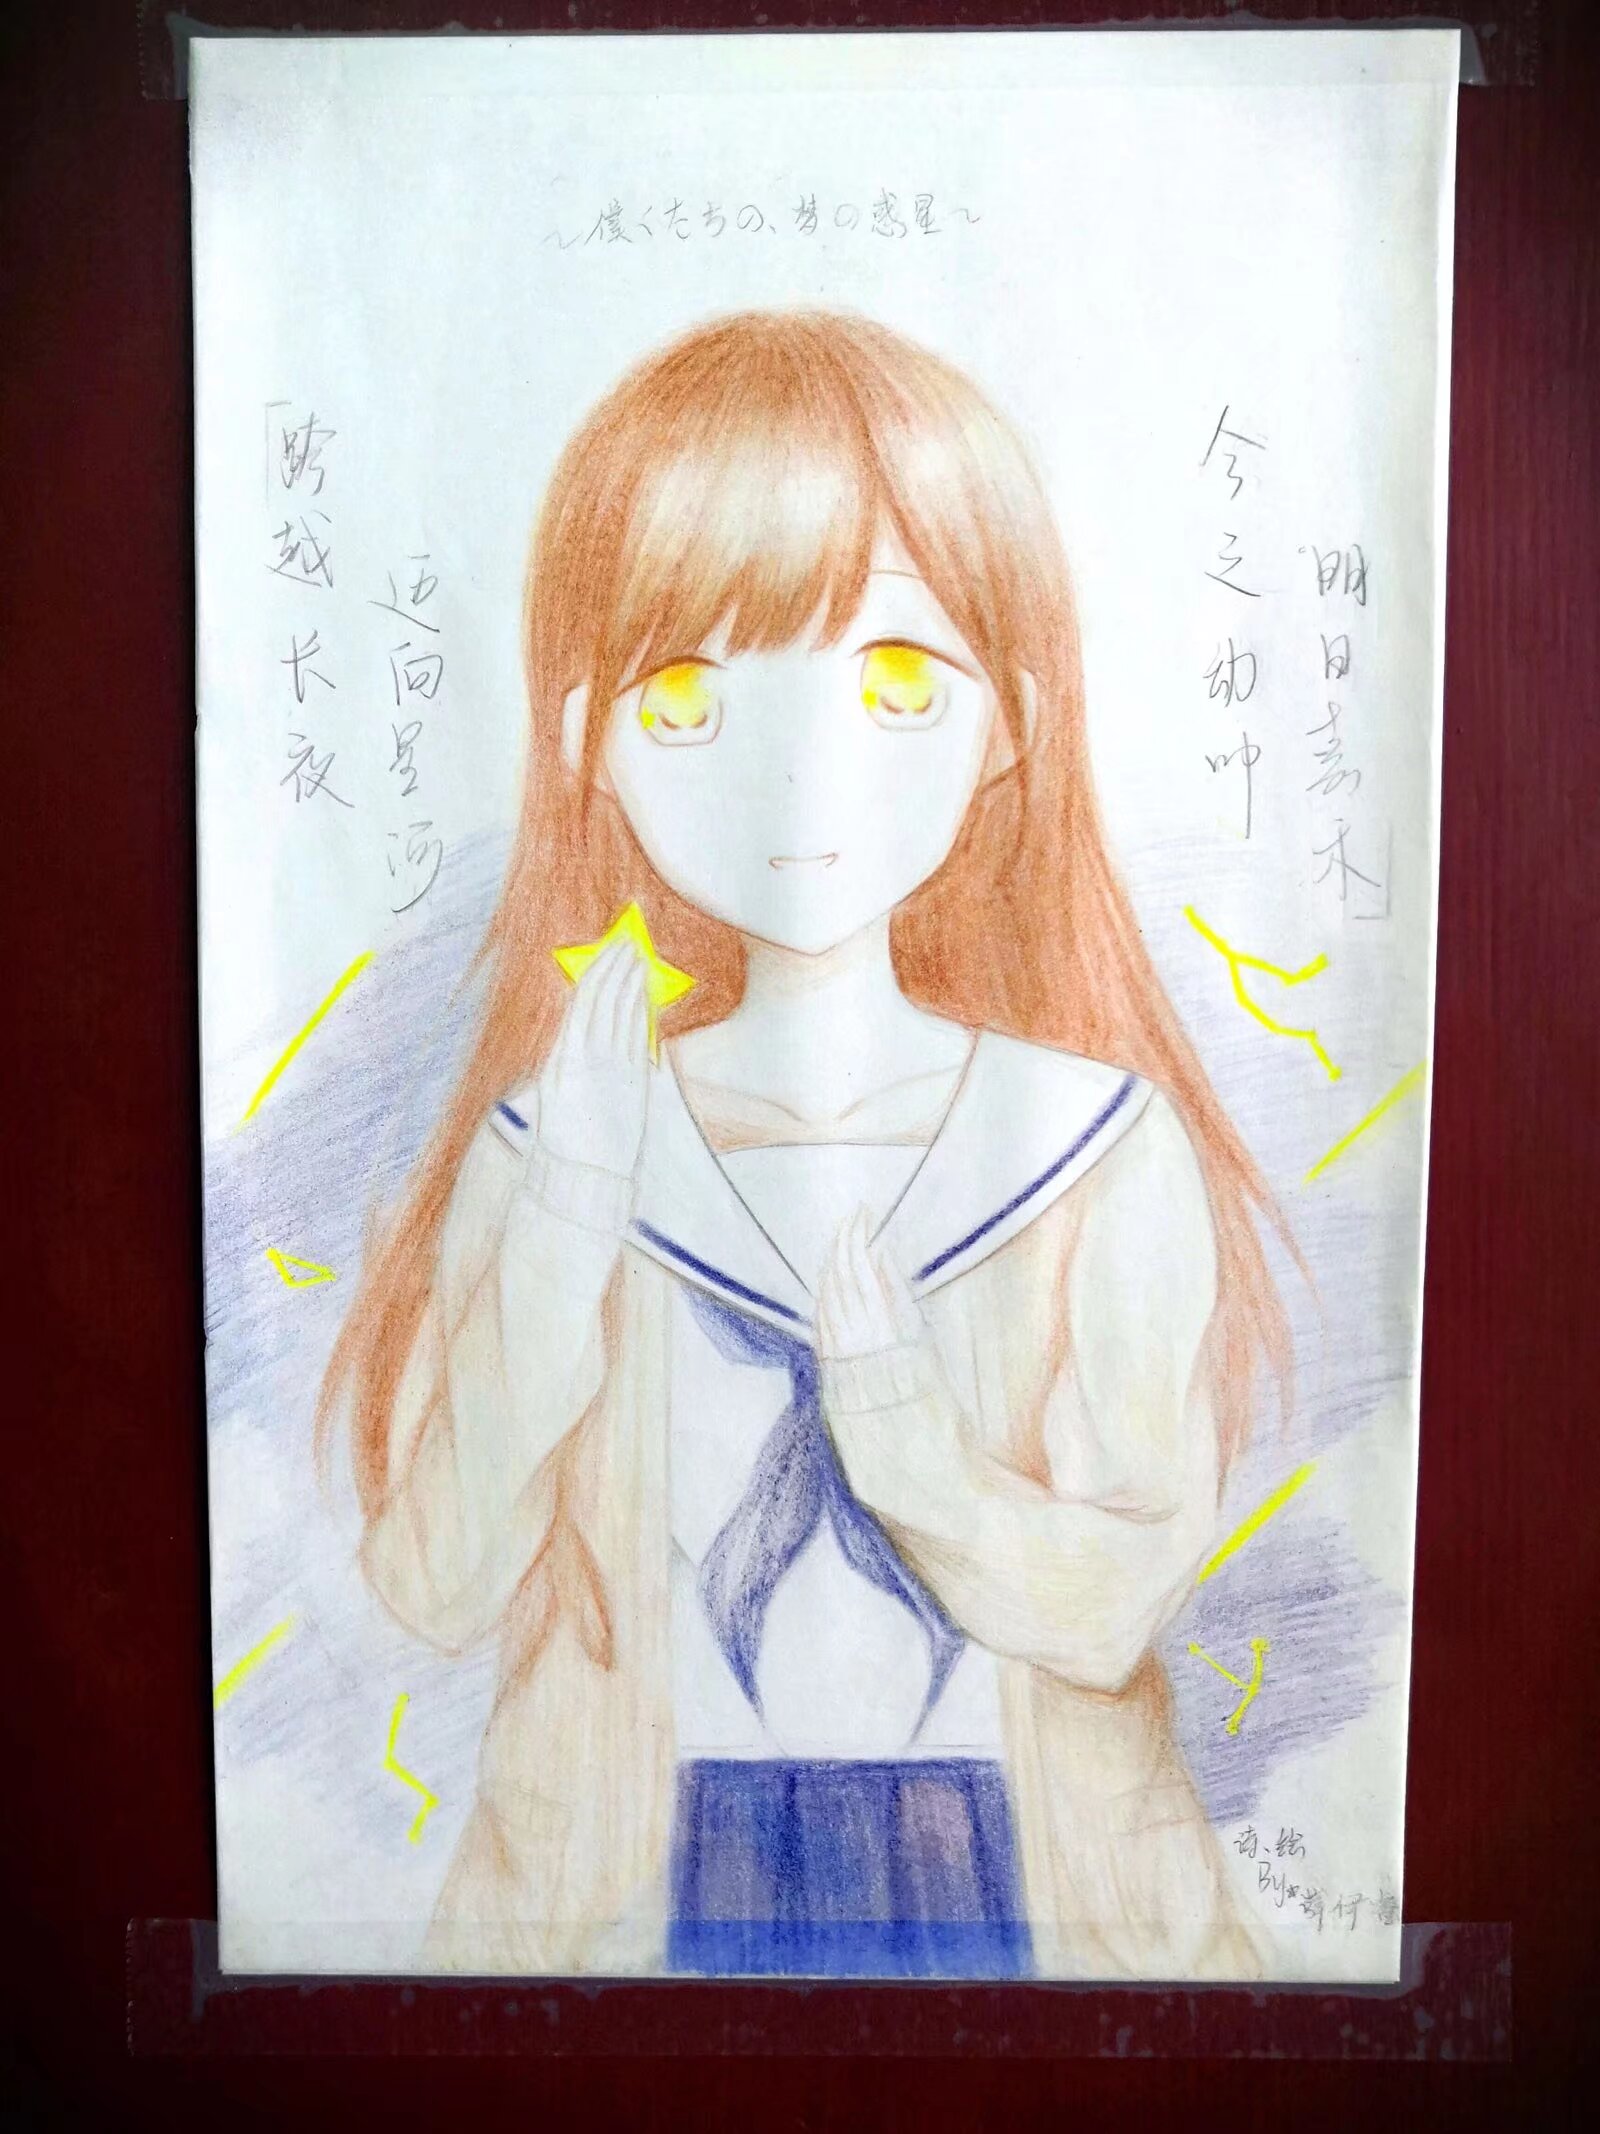 ～僕くたちの、梦の惑星～
「跨越长夜
迈向星河
今之幼
明日嘉禾」
诗、绘
By